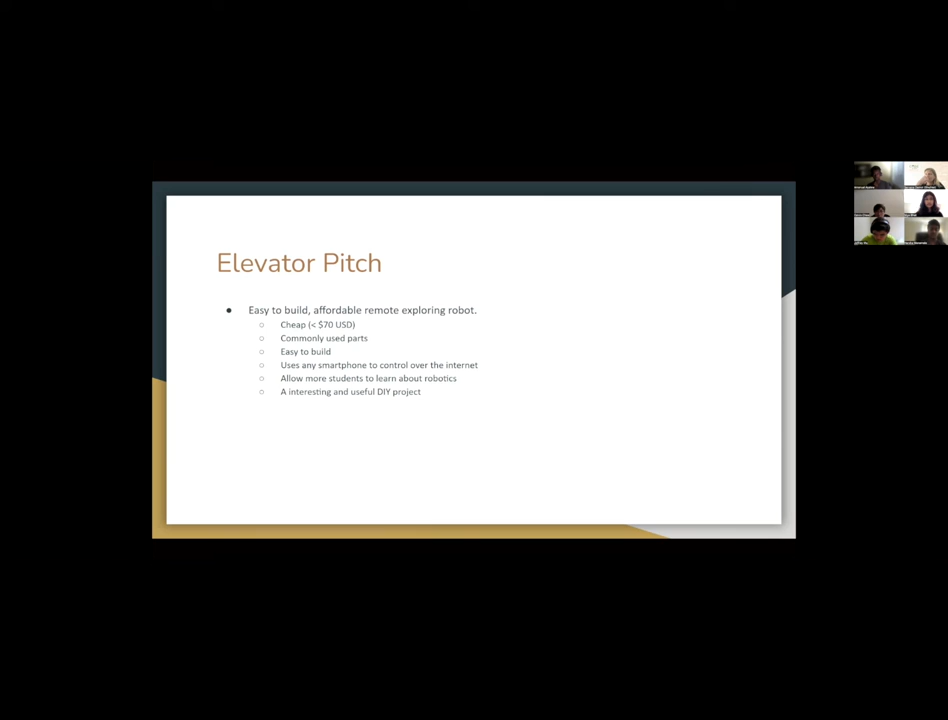 Elevator Pitch
● Easy to build, affordable remote exploring robot.
○ Cheap (< $70 USD)
○ Commonly used parts
○ Easy to build
○ Uses any smartphone to control over the internet
○ Allow more students to learn about robotics
○ A interesting and useful DIY project